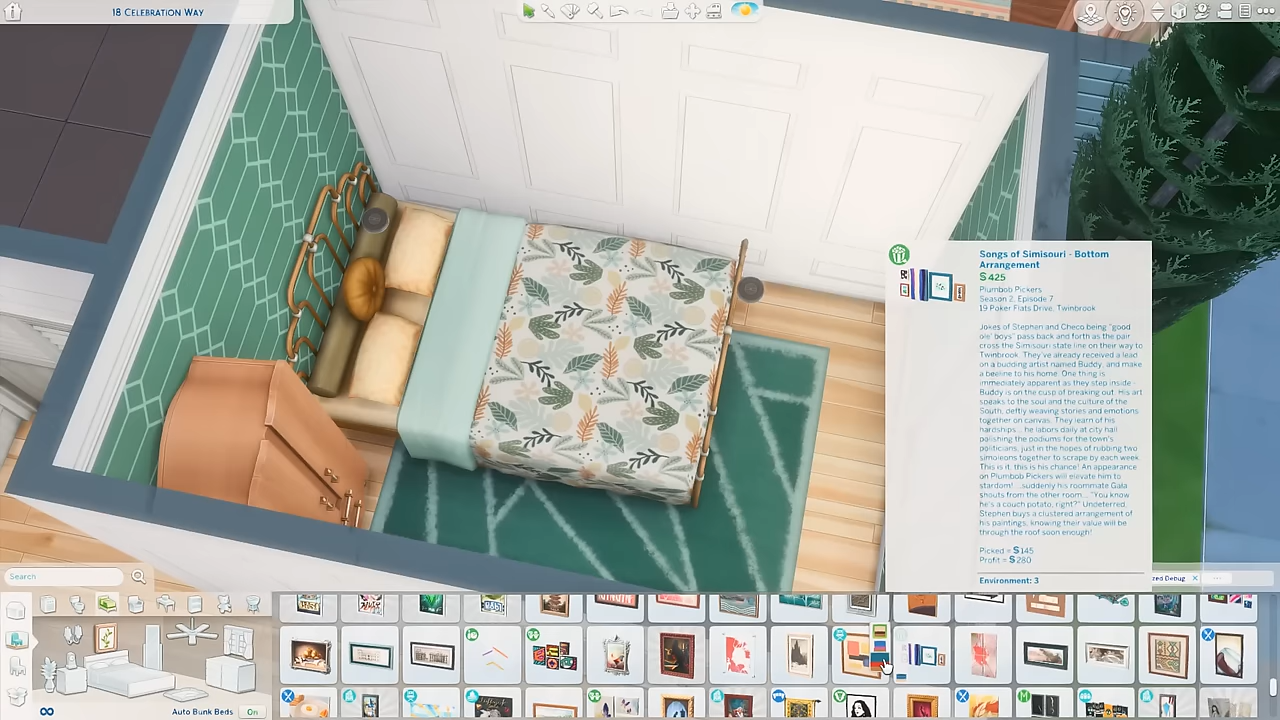 18 Celebration Way
Songs of Simisouri - Bottom
Arrangement
$425
Plumbob Pickers
Season 2, Episode 7
19 Poker Flats Drive, Twinbrook
Jokes of Stephen and Checo being "good
ole' boys" pass back and forth as the pair
cross the Simisouri state line on their way to
Twinbrook. They've already received a lead
on a budding artist named Buddy, and make
a beeline to his home. One thing is
immediately apparent as they step inside -
Buddy is on the cusp of breaking out. His art
speaks to the soul and the culture of the
South, deftly weaving stories and emotions
together on canvas. They learn of his
hardships... he labors daily at city hall
polishing the podiums for the town's
politicians, just in the hopes of rubbing two
simoleons together to scrape by each week.
This is it, this is his chance! An appearance
on Plumbob Pickers will elevate him to
stardom! ...suddenly his roommate Gala
shouts from the other room... "You know
he's a couch potato, right?" Undeterred,
Stephen buys a clustered arrangement of
his paintings, knowing their value will be
through the roof soon enough!
Picked = $145
Profit = $280
Environment: 3
Search
zed Debug
Auto Bunk Beds
On